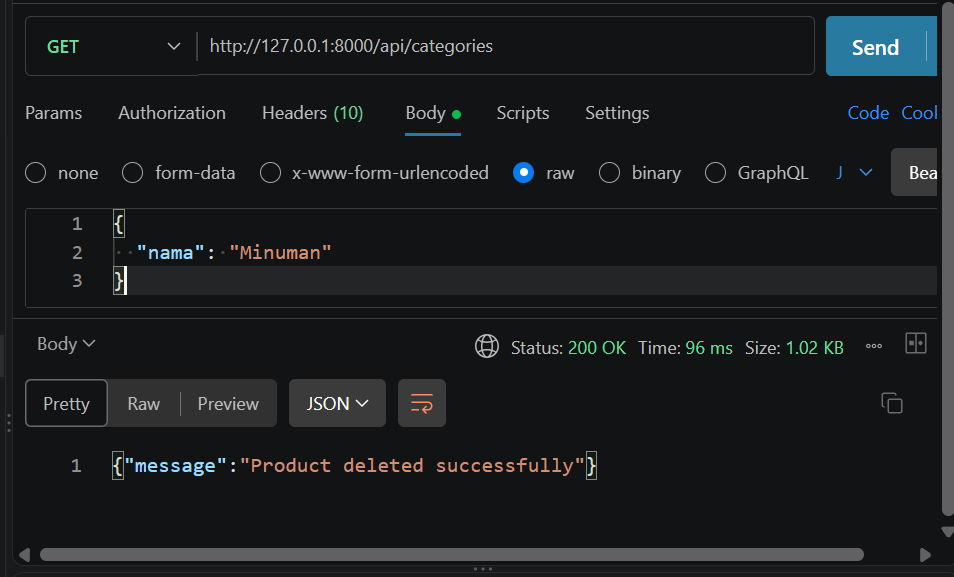 GET http://127.0.0.1:8000/api/categories Send
Params Authorization Headers (10) Body Scripts Settings Code Cool
none form-data x-www-form-urlencoded raw binary GraphQL J Bea
1 {
2 "nama": "Minuman"
3 }
Body Status: 200 OK Time: 96 ms Size: 1.02 KB
Pretty Raw Preview JSON
1 {"message":"Product deleted successfully"}